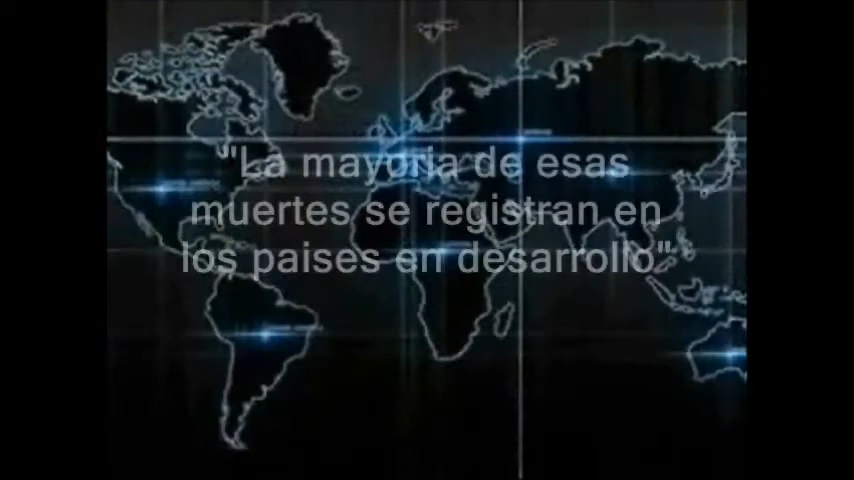 "La mayoria de esas
muertes se registran en
los paises en desarrollo"